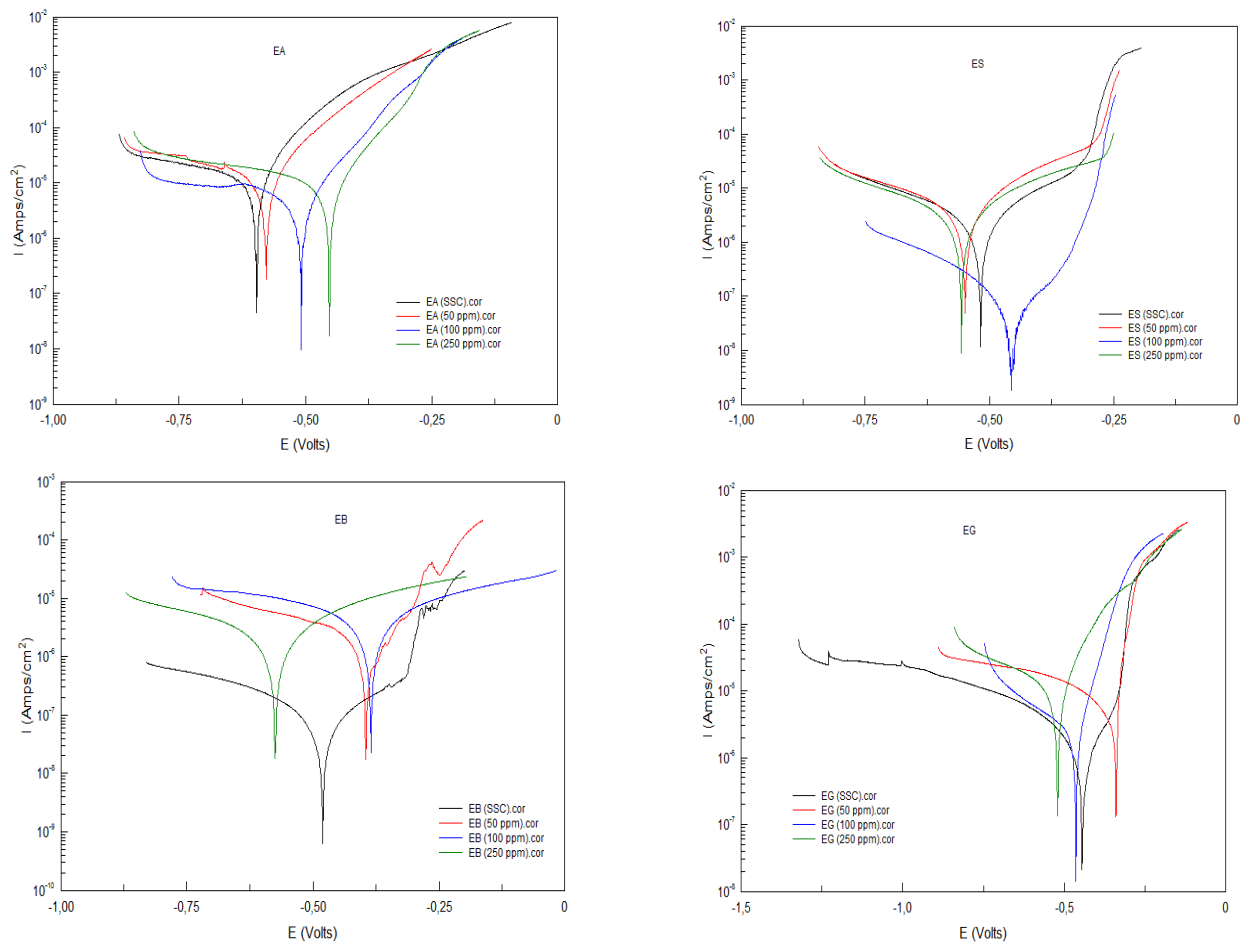 EA
I (Amps/cm²)
10⁻²
10⁻³
10⁻⁴
10⁻⁵
10⁻⁶
10⁻⁷
10⁻⁸
10⁻⁹
EA (SSC).cor
EA (50 ppm).cor
EA (100 ppm).cor
EA (250 ppm).cor
-1,00 -0,75 -0,50 -0,25 0
E (Volts)
ES
I (Amps/cm²)
10⁻²
10⁻³
10⁻⁴
10⁻⁵
10⁻⁶
10⁻⁷
10⁻⁸
10⁻⁹
ES (SSC).cor
ES (50 ppm).cor
ES (100 ppm).cor
ES (250 ppm).cor
-1,00 -0,75 -0,50 -0,25 0
E (Volts)
EB
I (Amps/cm²)
10⁻³
10⁻⁴
10⁻⁵
10⁻⁶
10⁻⁷
10⁻⁸
10⁻⁹
10⁻¹⁰
EB (SSC).cor
EB (50 ppm).cor
EB (100 ppm).cor
EB (250 ppm).cor
-1,00 -0,75 -0,50 -0,25 0
E (Volts)
EG
I (Amps/cm²)
10⁻²
10⁻³
10⁻⁴
10⁻⁵
10⁻⁶
10⁻⁷
10⁻⁸
EG (SSC).cor
EG (50 ppm).cor
EG (100 ppm).cor
EG (250 ppm).cor
-1,5 -1,0 -0,5 0
E (Volts)